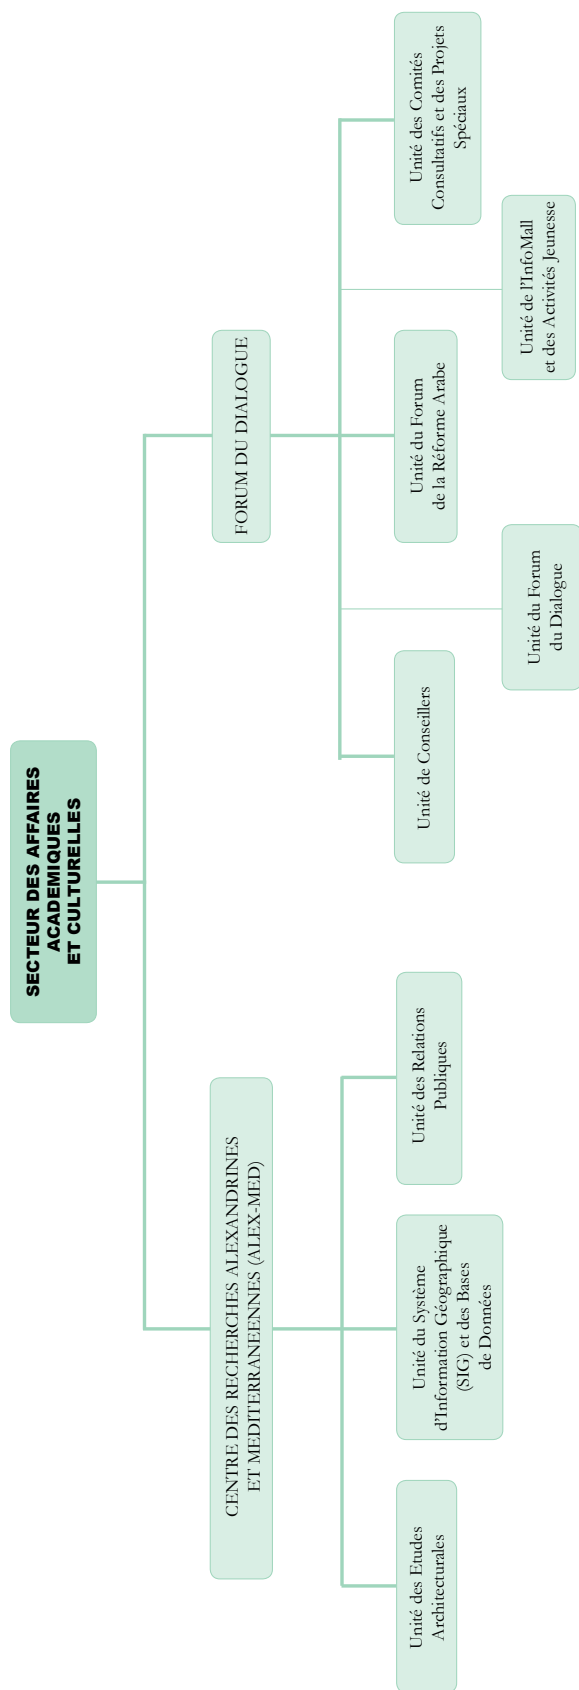 SECTEUR DES AFFAIRES
ACADEMIQUES
ET CULTURELLES
CENTRE DES RECHERCHES ALEXANDRINES
ET MEDITERRANEENNES (ALEX-MED)
FORUM DU DIALOGUE
Unité des Etudes
Architecturales
Unité du Système
d'Information Géographique
(SIG) et des Bases
de Données
Unité des Relations
Publiques
Unité de Conseillers
Unité du Forum
du Dialogue
Unité du Forum
de la Réforme Arabe
Unité de l'InfoMall
et des Activités Jeunesse
Unité des Comités
Consultatifs et des Projets
Spéciaux